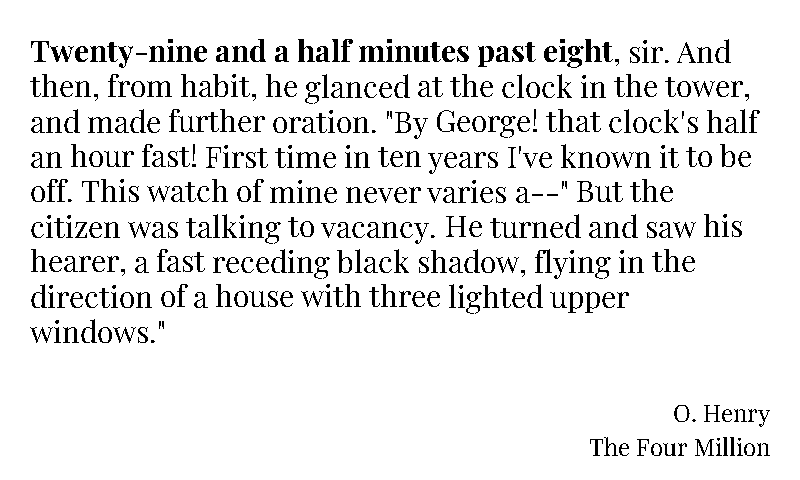 Twenty-nine and a half minutes past eight, sir. And
then, from habit, he glanced at the clock in the tower,
and made further oration. "By George! that clock's half
an hour fast! First time in ten years I've known it to be
off. This watch of mine never varies a--" But the
citizen was talking to vacancy. He turned and saw his
hearer, a fast receding black shadow, flying in the
direction of a house with three lighted upper
windows."
O. Henry
The Four Million